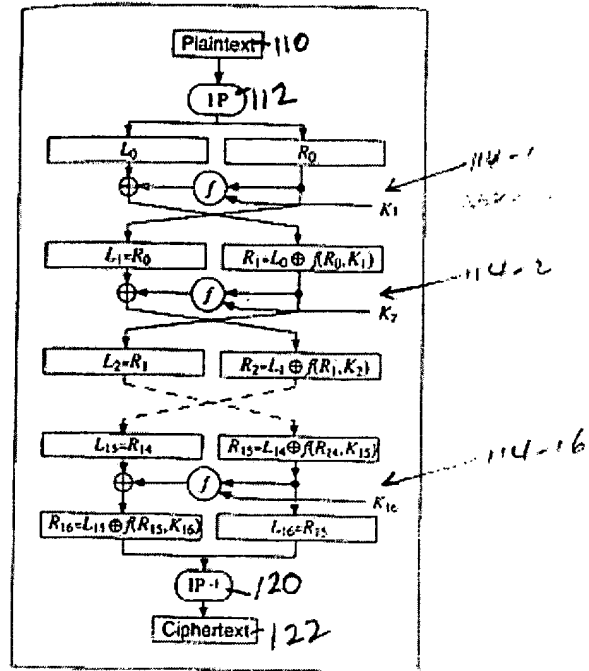 Plaintext 110
IP 112
L0 R0
f
114-1
K1
L1=R0 R1=L0 ⊕ f(R0,K1)
114-2
f
K2
L2=R1 R2=L1 ⊕ f(R1,K2)
L15=R14 R15=L14 ⊕ f(R14,K15)
114-16
f
K16
R16=L15 ⊕ f(R15,K16) L16=R15
IP-1 120
Ciphertext 122